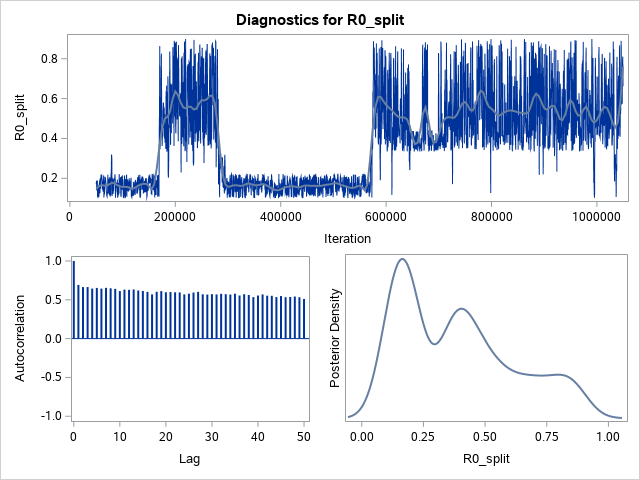 Diagnostics for R0_split
R0_split
0.8
0.6
0.4
0.2
0 200000 400000 600000 800000 1000000
Iteration
Autocorrelation
1.0
0.5
0.0
-0.5
-1.0
0 10 20 30 40 50
Lag
Posterior Density
0.00 0.25 0.50 0.75 1.00
R0_split